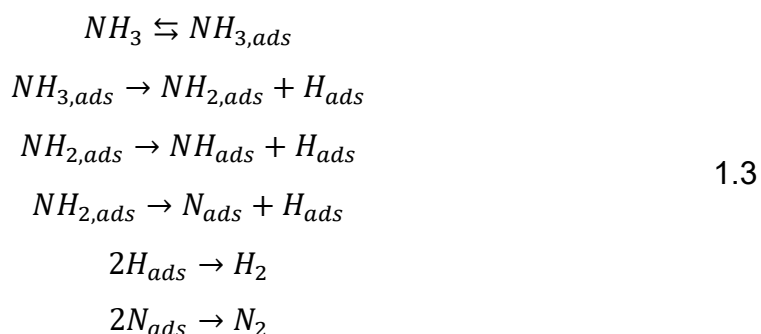 NH₃ ⇆ NH₃,ads
NH₃,ads → NH₂,ads + Hads
NH₂,ads → NHads + Hads
1.3
NH₂,ads → Nads + Hads
2Hads → H₂
2Nads → N₂